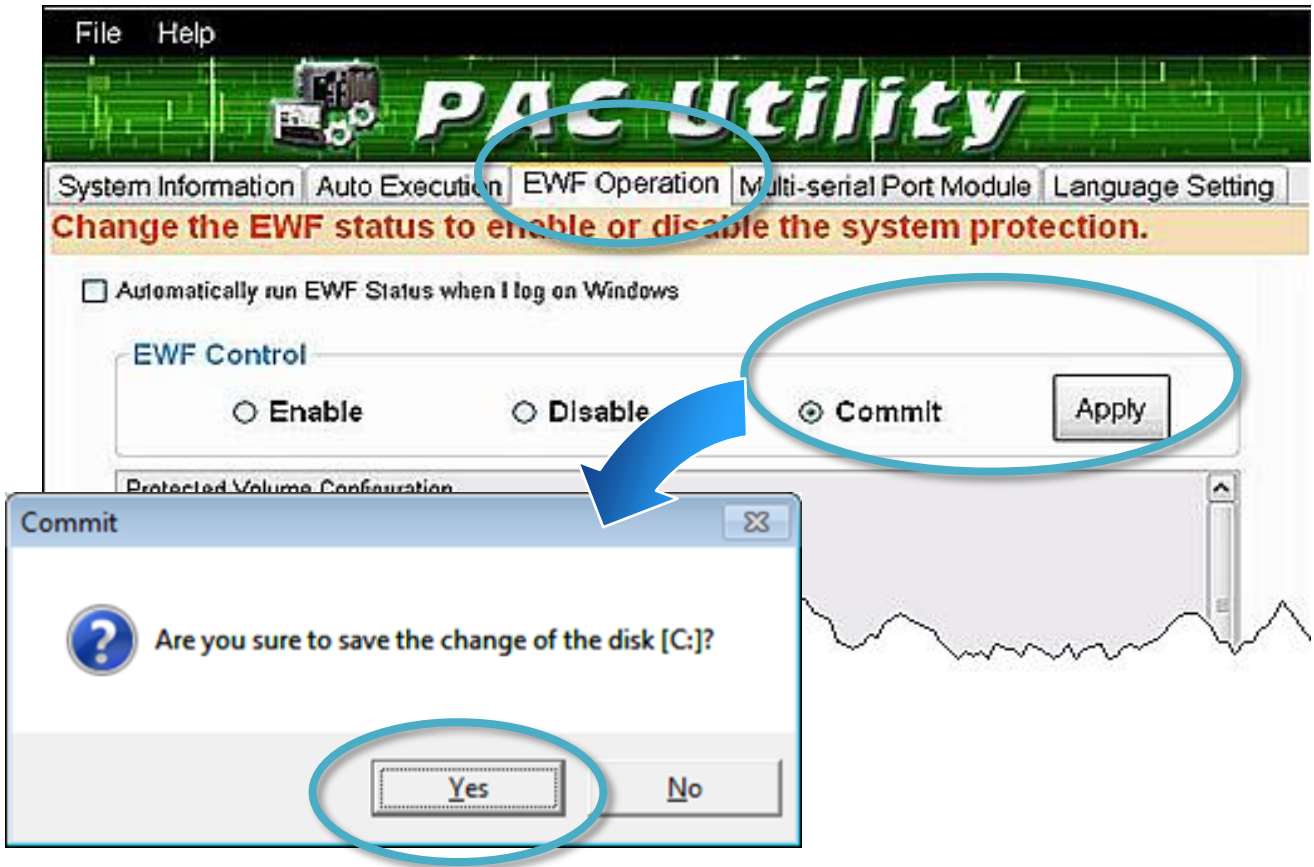 File Help
PAC Utility
System Information Auto Execution EWF Operation Multi-serial Port Module Language Setting
Change the EWF status to enable or disable the system protection.
Automatically run EWF Status when I log on Windows
EWF Control
Enable Disable Commit Apply
Protected Volume Configuration
Commit
Are you sure to save the change of the disk [C:]?
Yes No